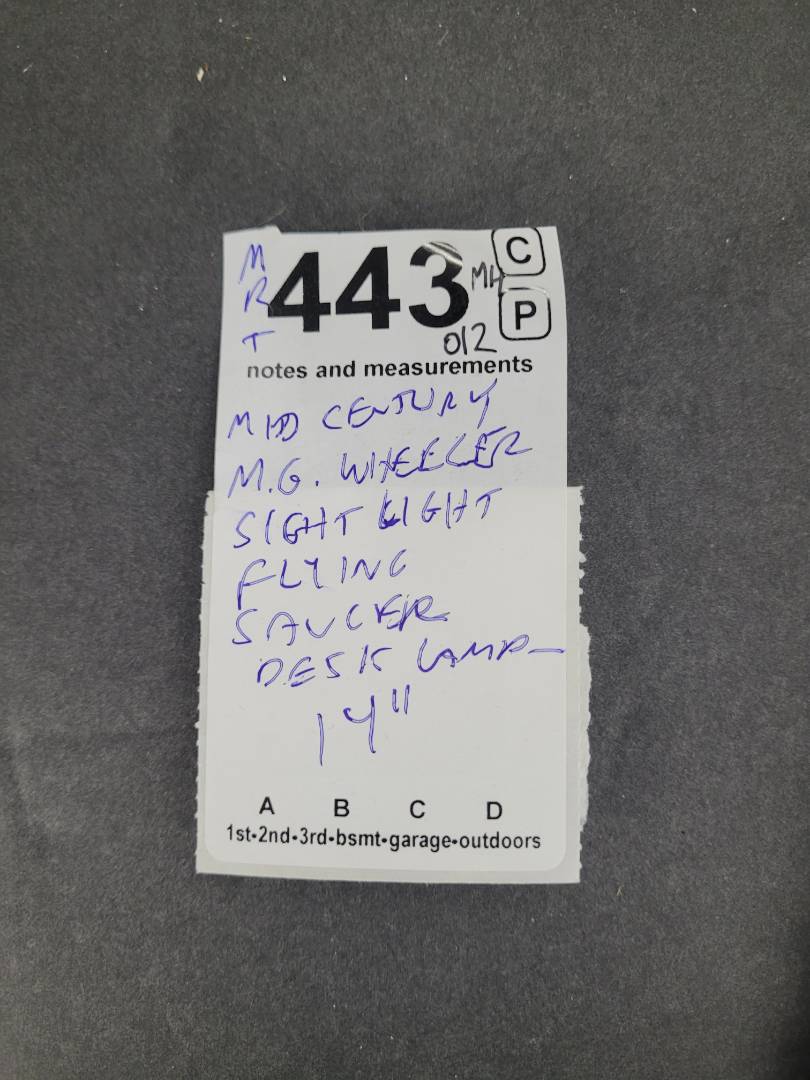 MRT 443 MH C
012 P
notes and measurements
MID CENTURY
M.G. WHEELER
SIGHT LIGHT
FLYING
SAUCER
DESK LAMP-
14"
A B C D
1st-2nd-3rd-bsmt-garage-outdoors